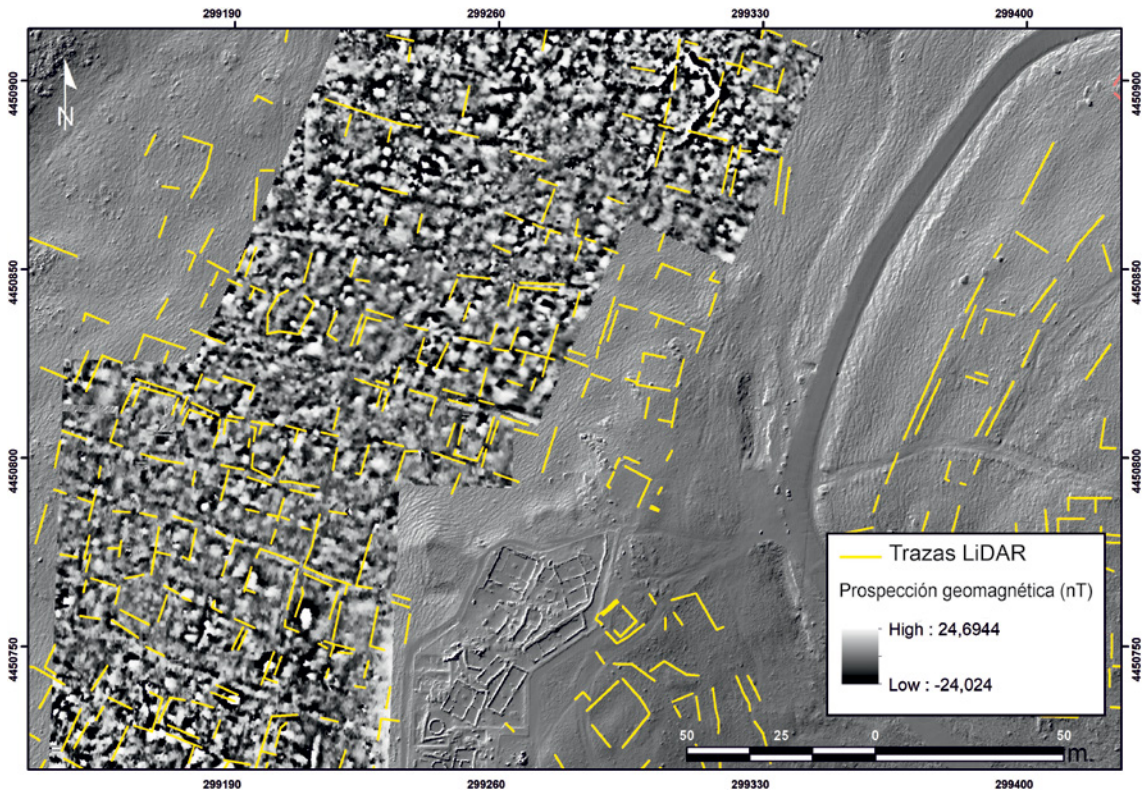 299190 299260 299330 299400
4450900 4450900
N
4450850 4450850
4450800 4450800
4450750 4450750
Trazas LiDAR
Prospección geomagnética (nT)
High : 24,6944
Low : -24,024
50 25 0 50
m.
299190 299260 299330 299400